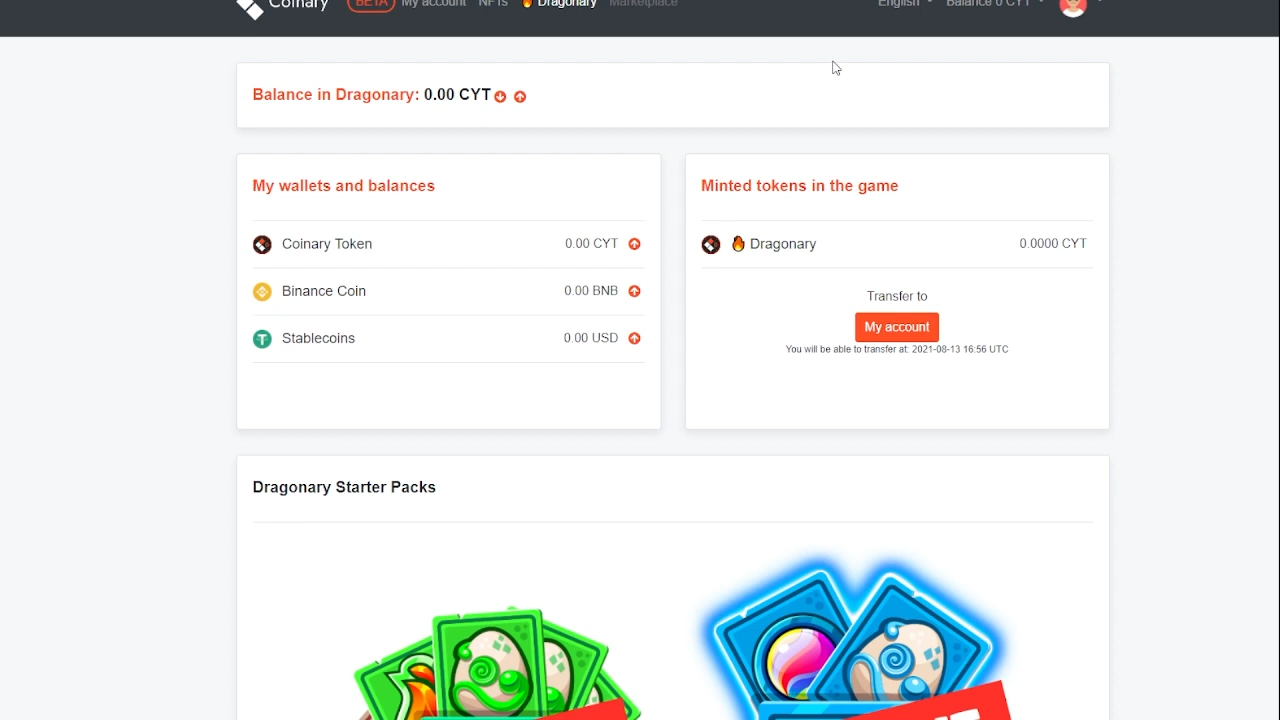 Coinary BETA My account NFTs Dragonary Marketplace English Balance 0 CYT
Balance in Dragonary: 0.00 CYT
My wallets and balances
Coinary Token 0.00 CYT
Binance Coin 0.00 BNB
Stablecoins 0.00 USD
Minted tokens in the game
Dragonary 0.0000 CYT
Transfer to
My account
You will be able to transfer at: 2021-08-13 16:56 UTC
Dragonary Starter Packs